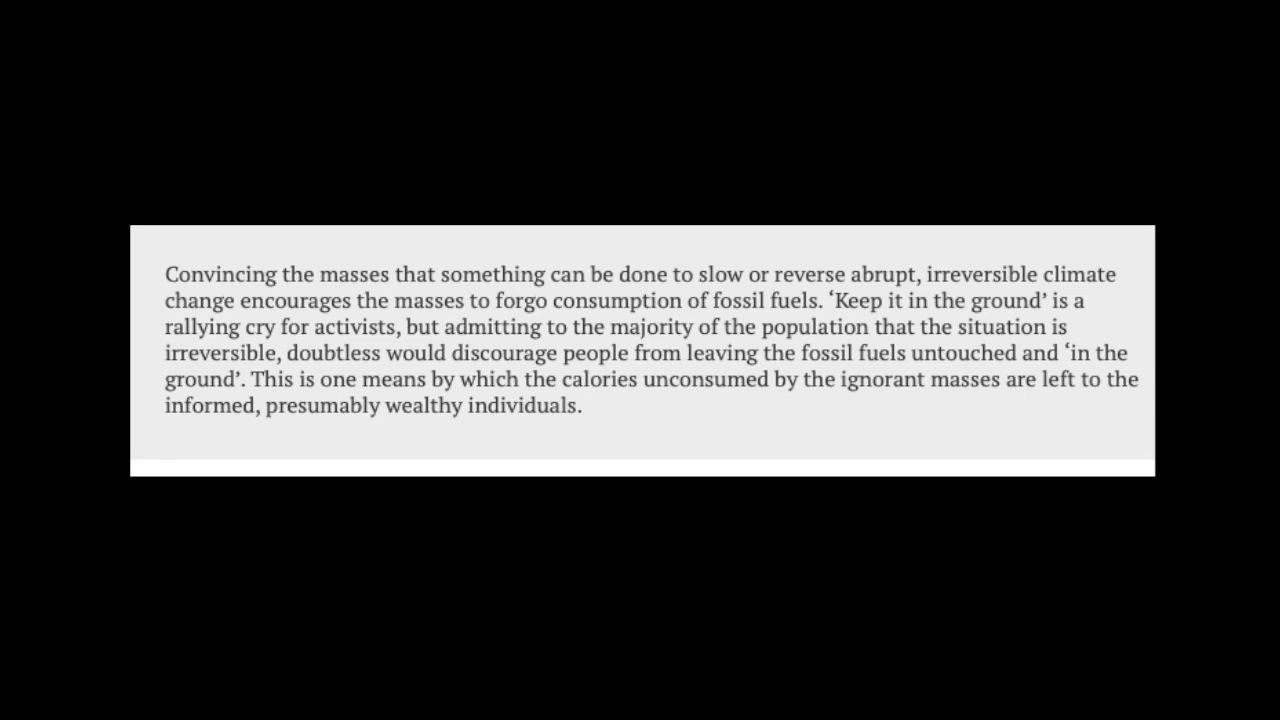 Convincing the masses that something can be done to slow or reverse abrupt, irreversible climate
change encourages the masses to forgo consumption of fossil fuels. ‘Keep it in the ground’ is a
rallying cry for activists, but admitting to the majority of the population that the situation is
irreversible, doubtless would discourage people from leaving the fossil fuels untouched and ‘in the
ground’. This is one means by which the calories unconsumed by the ignorant masses are left to the
informed, presumably wealthy individuals.